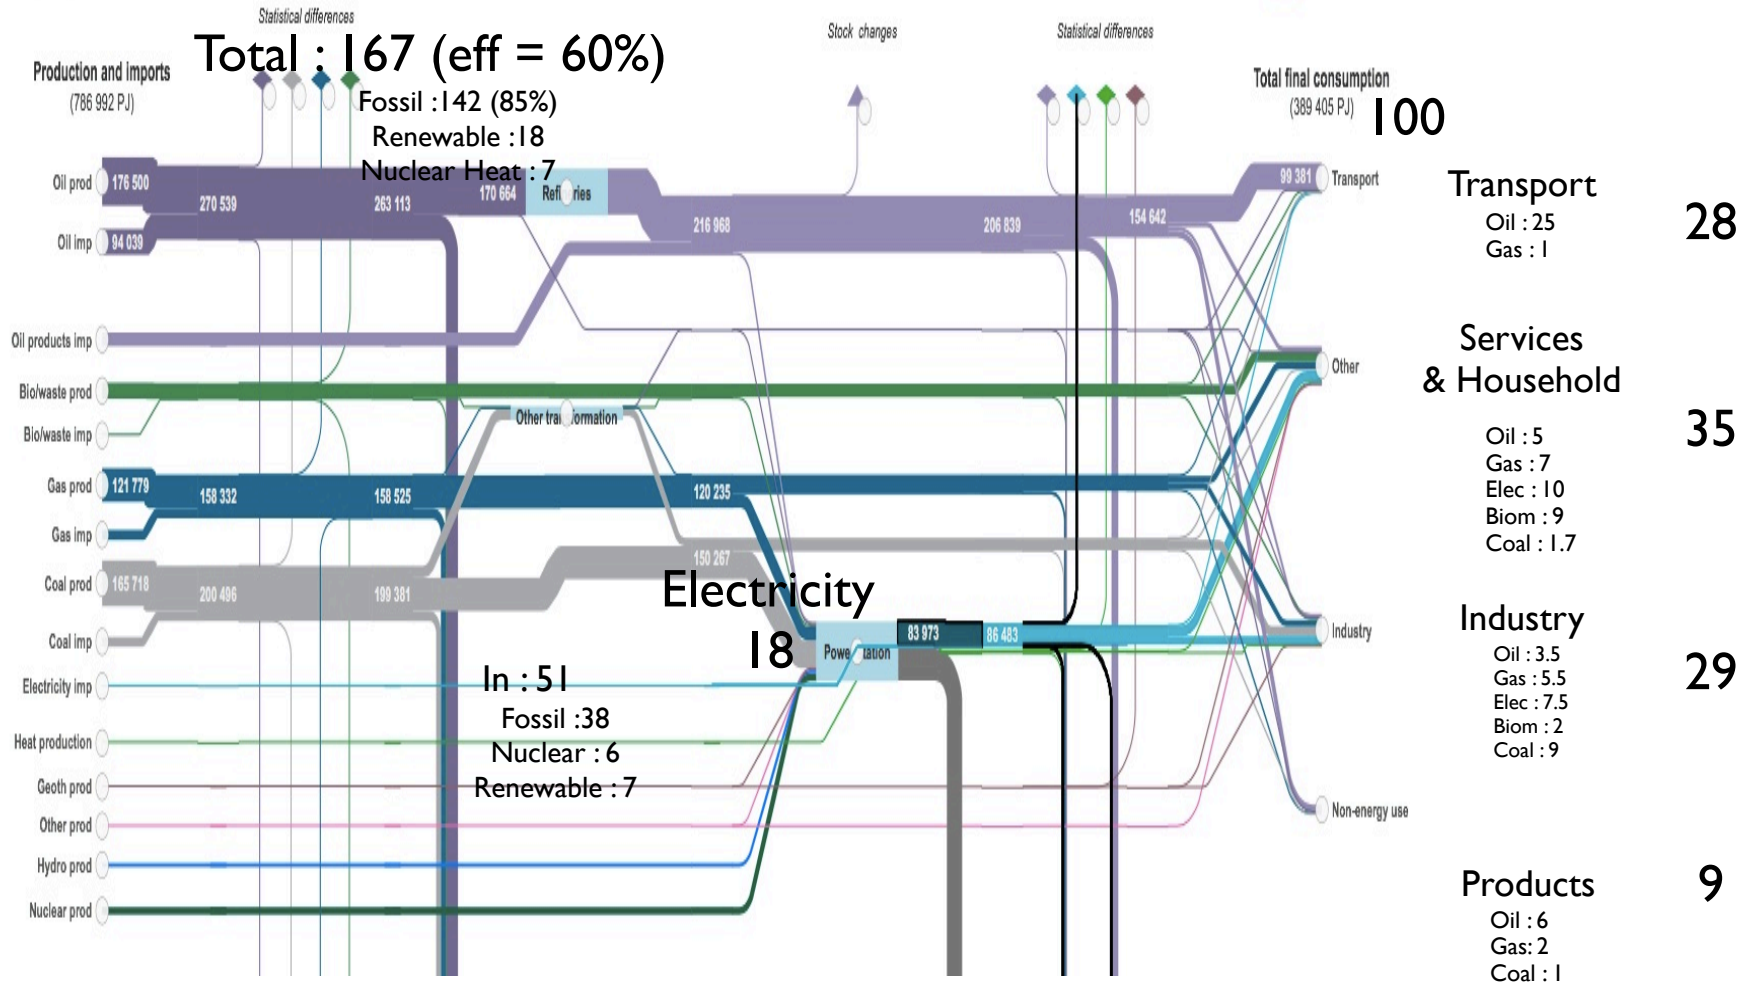 Statistical differences
Total : 167 (eff = 60%)
Stock changes
Statistical differences
Production and imports
(786 992 PJ)
Fossil :142 (85%)
Renewable :18
Nuclear Heat : 7
Total final consumption
(389 405 PJ)
100
Oil prod
176 500
270 539
263 113
170 664
Refineries
216 968
206 839
154 642
99 381
Transport
Oil imp
94 039
Oil products imp
Other
Bio/waste prod
Other transformation
Bio/waste imp
Gas prod
121 779
158 332
158 525
120 235
Gas imp
Coal prod
165 718
200 496
199 381
150 267
Coal imp
Electricity
18
Power station
83 973
86 483
Industry
Electricity imp
In : 51
Fossil :38
Nuclear : 6
Renewable : 7
Heat production
Geoth prod
Other prod
Non-energy use
Hydro prod
Nuclear prod
Transport
Oil : 25
Gas : 1
28
Services
& Household
Oil : 5
Gas : 7
Elec : 10
Biom : 9
Coal : 1.7
35
Industry
Oil : 3.5
Gas : 5.5
Elec : 7.5
Biom : 2
Coal : 9
29
Products
Oil : 6
Gas: 2
Coal : 1
9